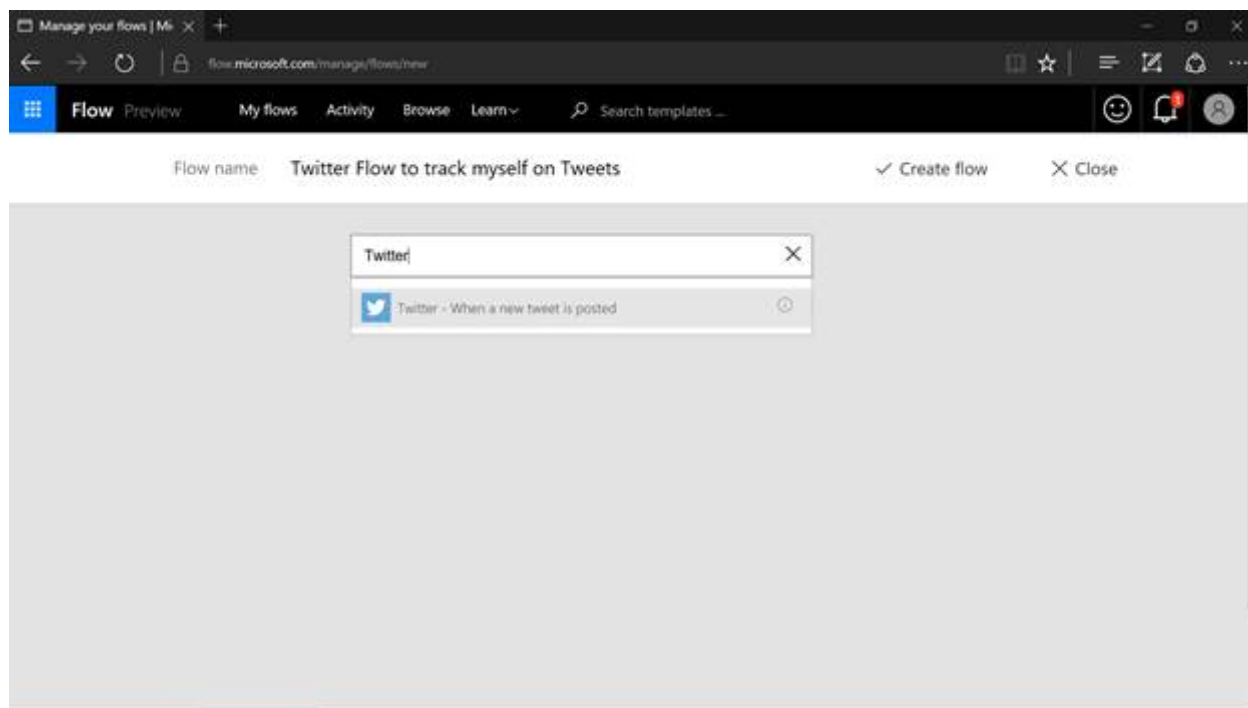 Manage your flows | Mi
flow.microsoft.com/manage/flows/new
Flow Preview My flows Activity Browse Learn Search templates ...
Flow name Twitter Flow to track myself on Tweets Create flow Close
Twitter
Twitter - When a new tweet is posted